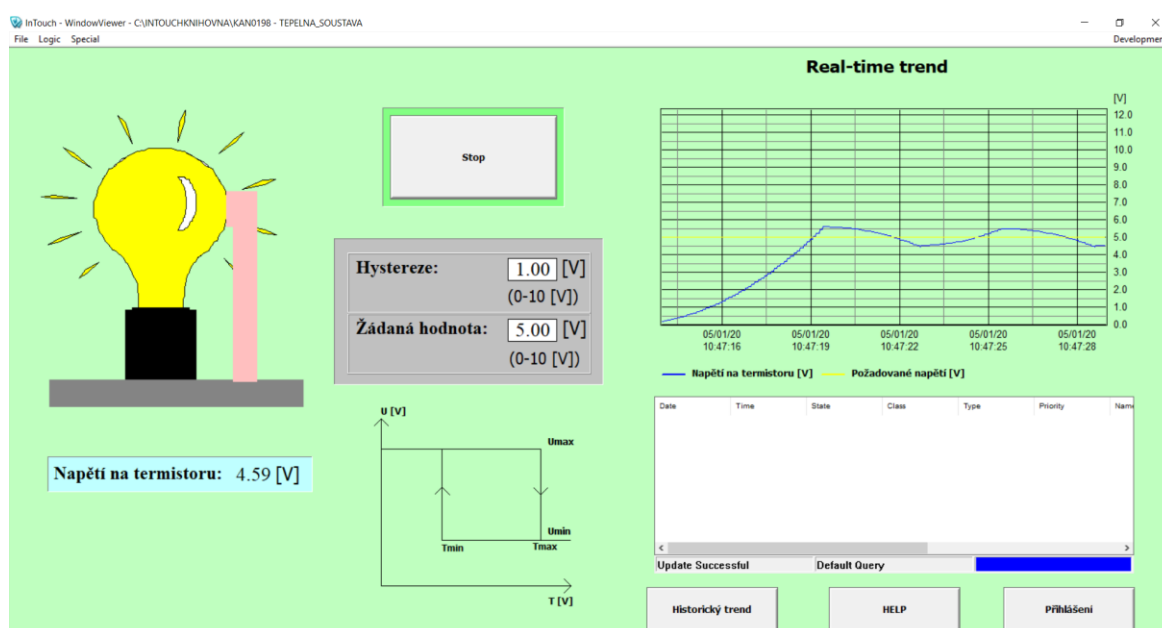 InTouch - WindowViewer - C:\INTOUCHKNIHOVNA\KAN0198 - TEPELNA_SOUSTAVA
File Logic Special
Developmen
Real-time trend
[V]
12.0
11.0
10.0
9.0
8.0
7.0
6.0
5.0
4.0
3.0
2.0
1.0
0.0
05/01/20 05/01/20 05/01/20 05/01/20 05/01/20
10:47:16 10:47:19 10:47:22 10:47:25 10:47:28
Napětí na termistoru [V] Požadované napětí [V]
Stop
Hystereze: 1.00 [V]
(0-10 [V])
Žádaná hodnota: 5.00 [V]
(0-10 [V])
Napětí na termistoru: 4.59 [V]
U [V]
Umax
Umin
Tmin Tmax
T [V]
Date Time State Class Type Priority Name
Update Successful Default Query
Historický trend HELP Přihlášení